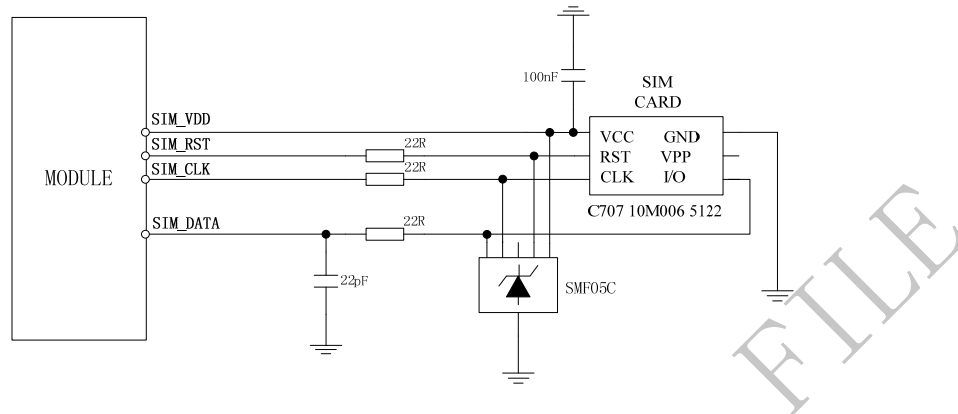 100nF
SIM
CARD
SIM_VDD
SIM_RST
SIM_CLK
SIM_DATA
22R
22R
22R
MODULE
VCC GND
RST VPP
CLK I/O
C707 10M006 5122
22pF
SMF05C
FILE